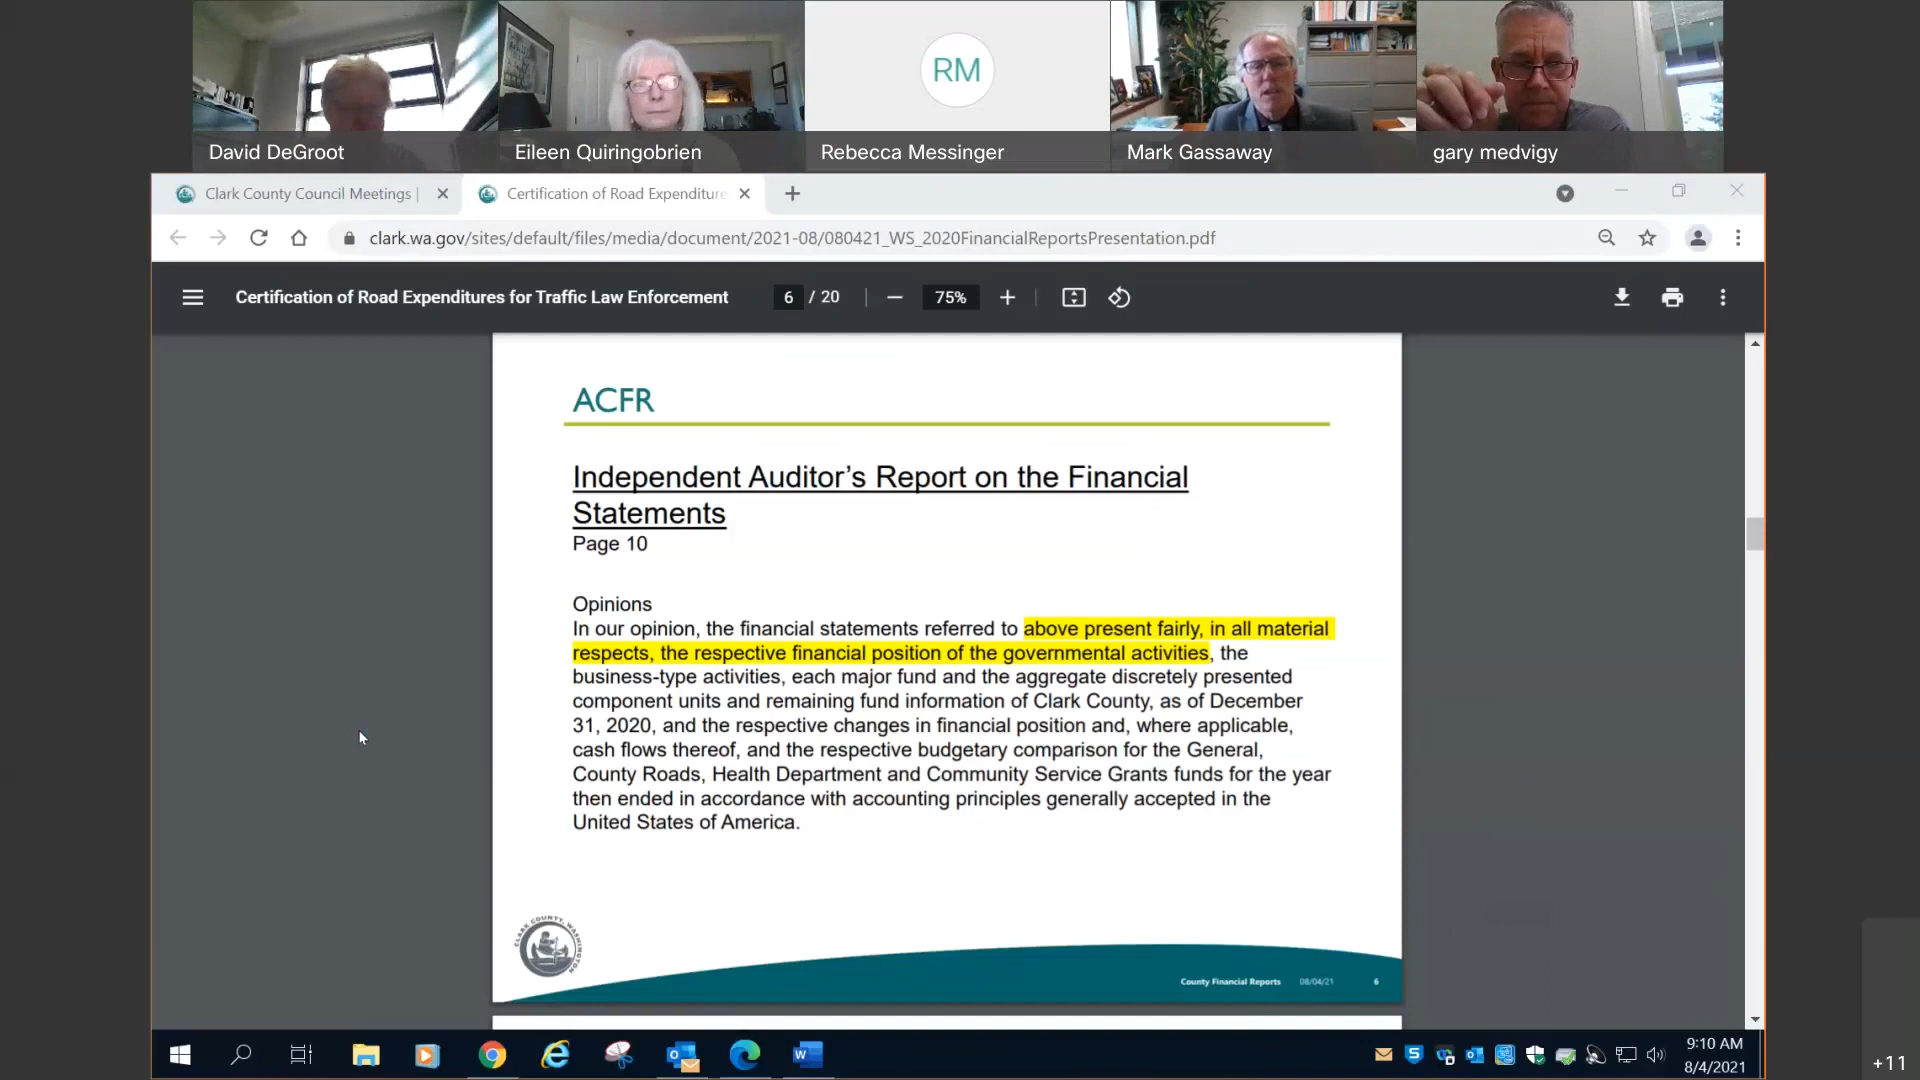 RM
David DeGroot
Eileen Quiringobrien
Rebecca Messinger
Mark Gassaway
gary medvigy
Clark County Council Meetings |
Certification of Road Expenditure
clark.wa.gov/sites/default/files/media/document/2021-08/080421_WS_2020FinancialReportsPresentation.pdf
Certification of Road Expenditures for Traffic Law Enforcement
6 / 20
75%
ACFR
Independent Auditor’s Report on the Financial
Statements
Page 10
Opinions
In our opinion, the financial statements referred to above present fairly, in all material
respects, the respective financial position of the governmental activities, the
business-type activities, each major fund and the aggregate discretely presented
component units and remaining fund information of Clark County, as of December
31, 2020, and the respective changes in financial position and, where applicable,
cash flows thereof, and the respective budgetary comparison for the General,
County Roads, Health Department and Community Service Grants funds for the year
then ended in accordance with accounting principles generally accepted in the
United States of America.
CLARK COUNTY, WASHINGTON
County Financial Reports 08/04/21 6
9:10 AM
8/4/2021
+11